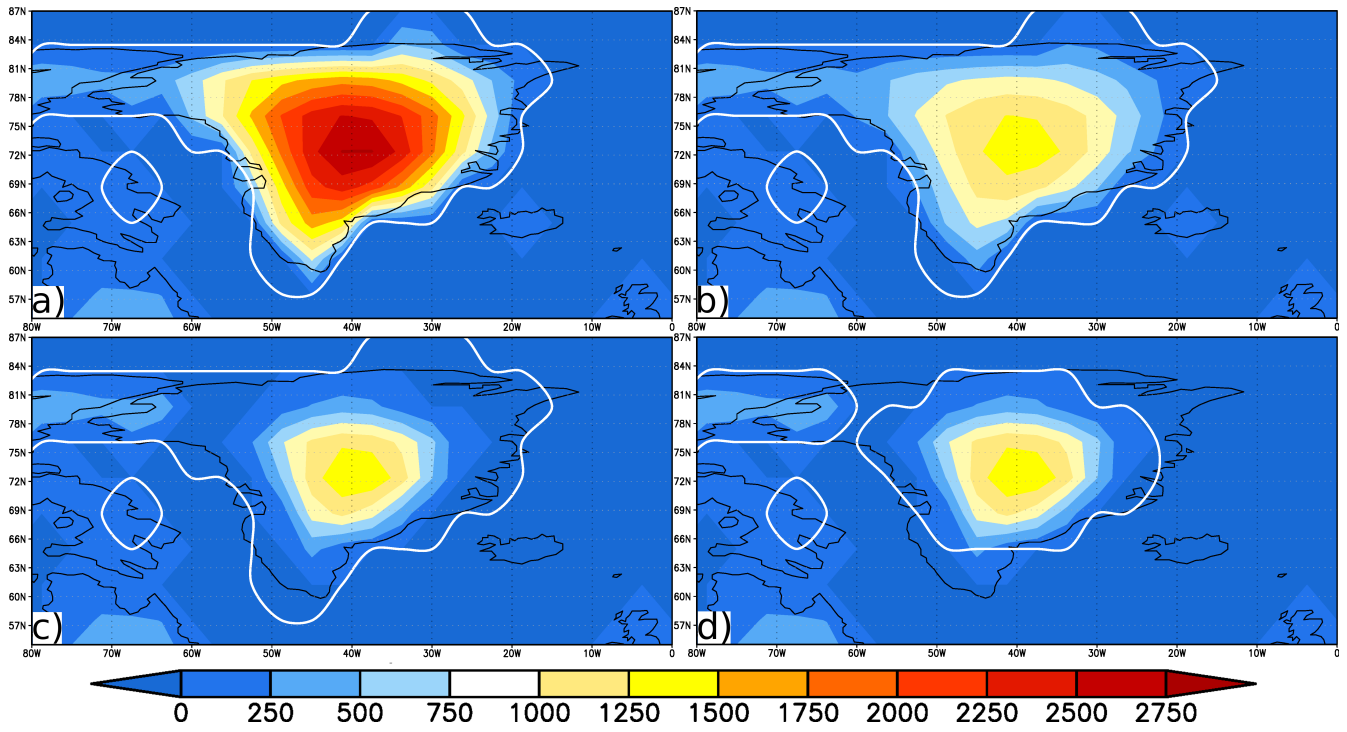 87N 87N
84N 84N
81N 81N
78N 78N
75N 75N
72N 72N
69N 69N
66N 66N
63N 63N
60N 60N
57N 57N
a) b)
80W 70W 60W 50W 40W 30W 20W 10W 0 80W 70W 60W 50W 40W 30W 20W 10W 0
87N 87N
84N 84N
81N 81N
78N 78N
75N 75N
72N 72N
69N 69N
66N 66N
63N 63N
60N 60N
57N 57N
c) d)
80W 70W 60W 50W 40W 30W 20W 10W 0 80W 70W 60W 50W 40W 30W 20W 10W 0
0 250 500 750 1000 1250 1500 1750 2000 2250 2500 2750